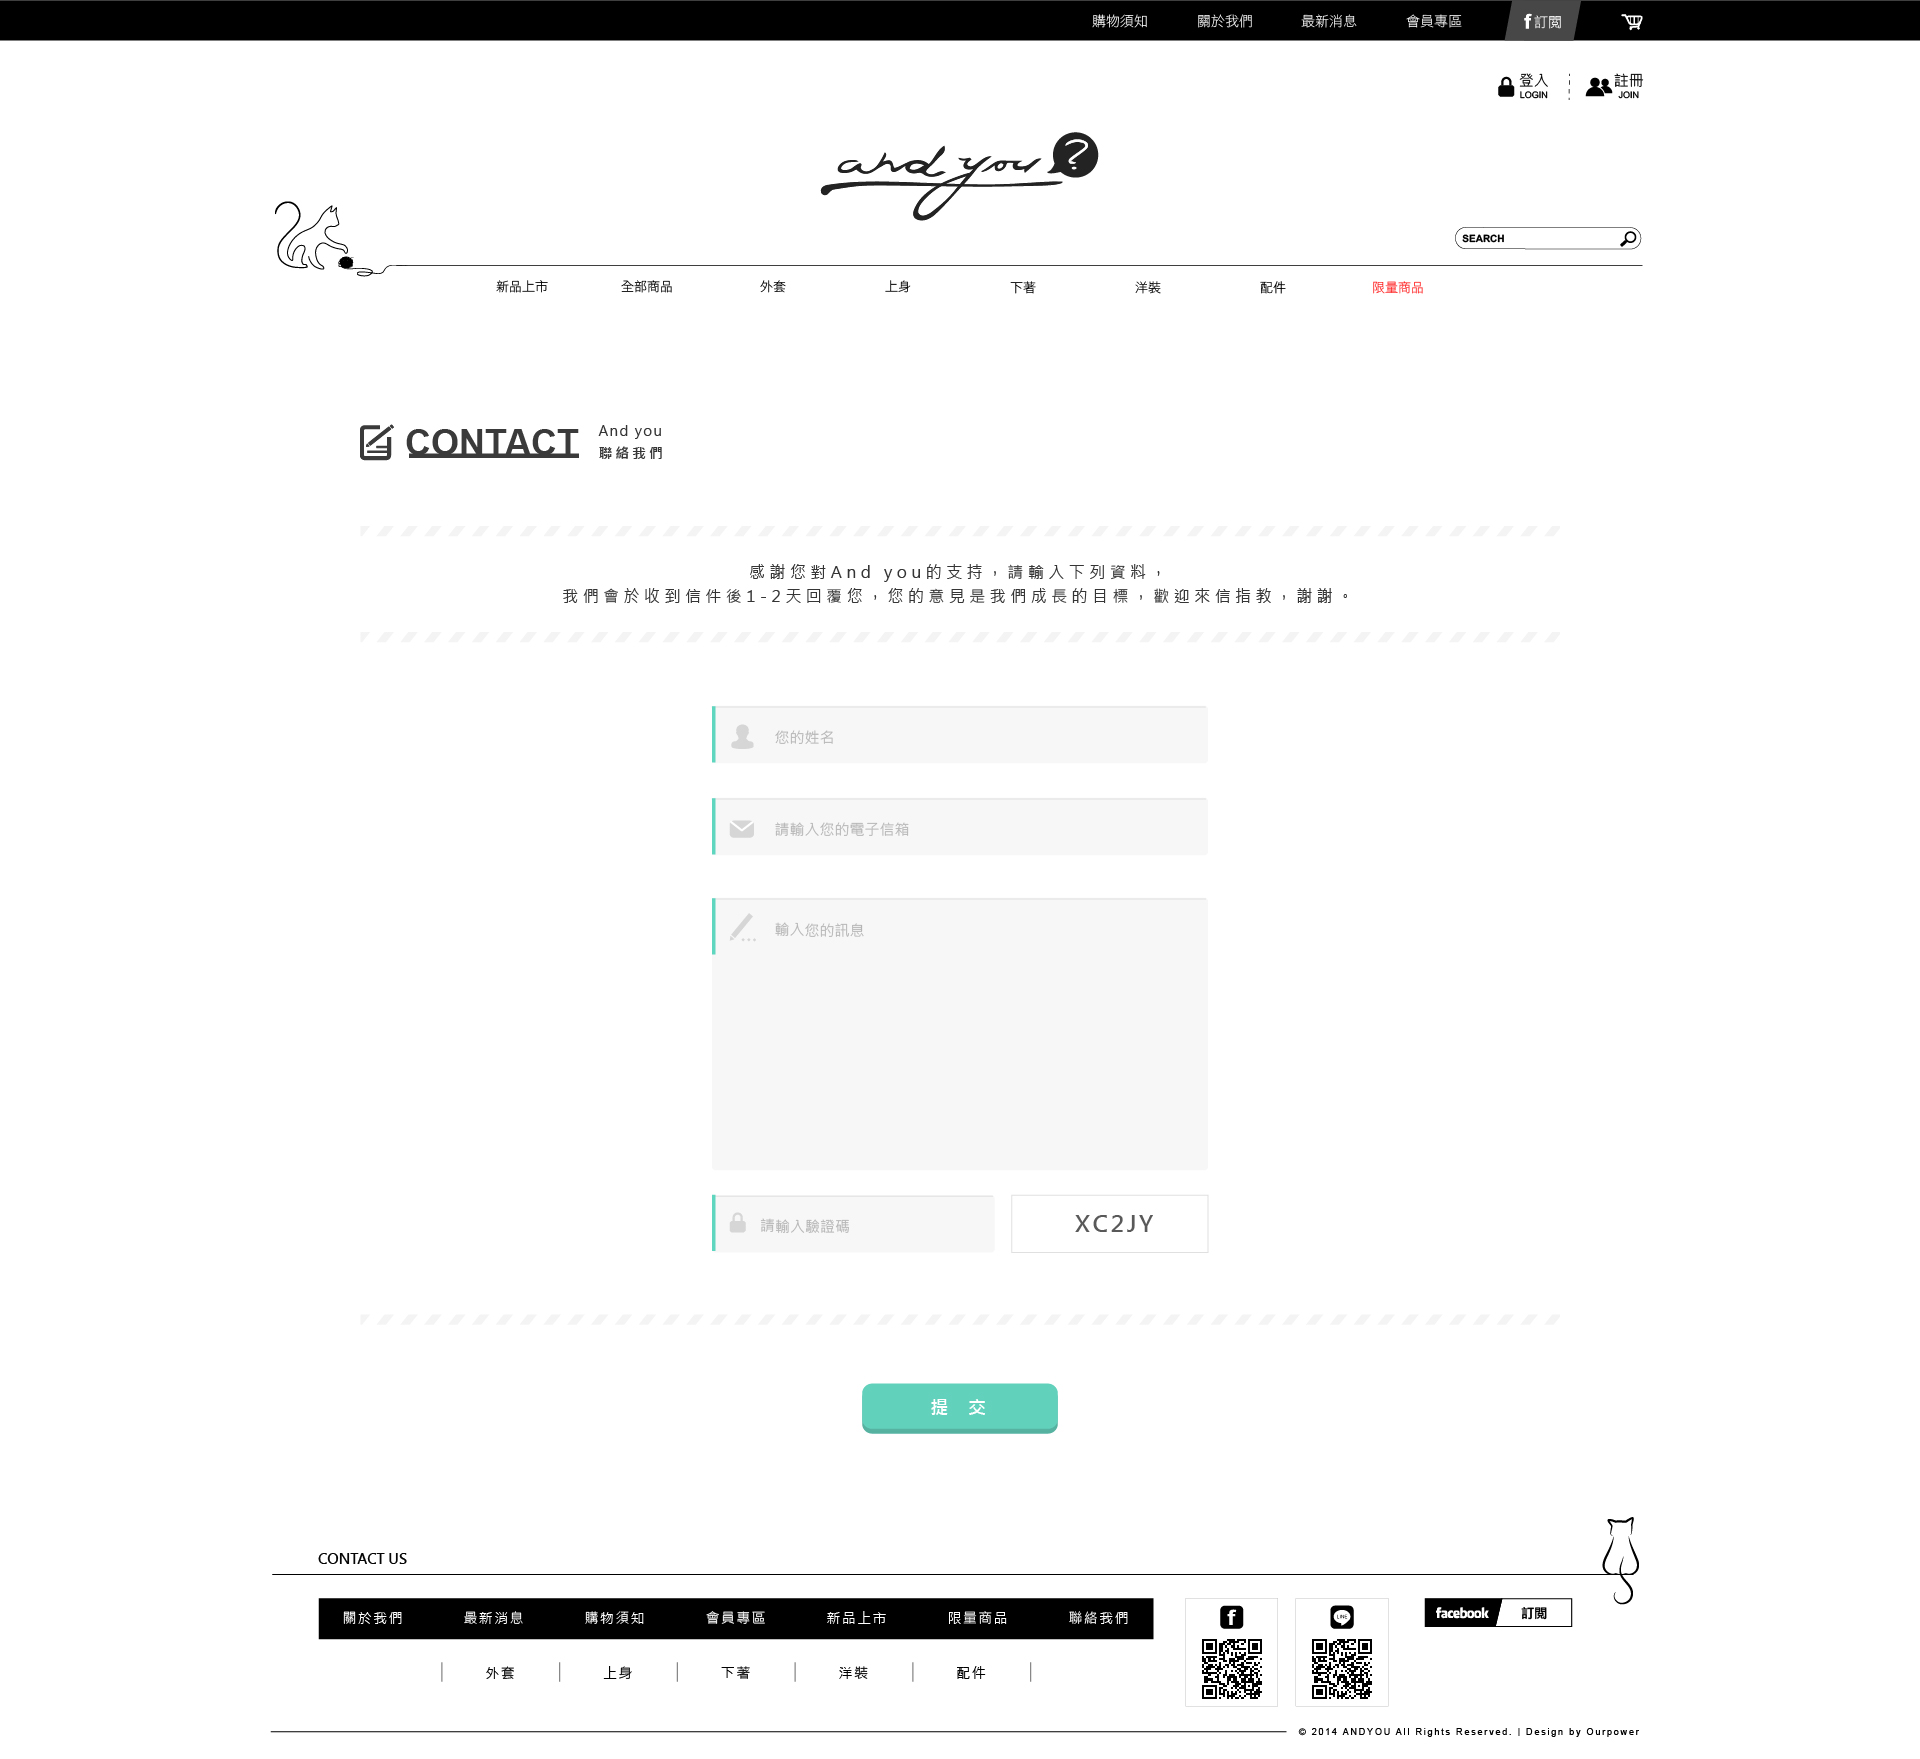 購物須知 關於我們 最新消息 會員專區 f訂閱
登入 註冊
LOGIN JOIN
and you?
SEARCH
新品上市 全部商品 外套 上身 下著 洋裝 配件 限量商品
CONTACT
And you
聯絡我們
感謝您對And you的支持，請輸入下列資料，
我們會於收到信件後1-2天回覆您，您的意見是我們成長的目標，歡迎來信指教，謝謝。
您的姓名
請輸入您的電子信箱
輸入您的訊息
請輸入驗證碼 XC2JY
提 交
CONTACT US
關於我們 最新消息 購物須知 會員專區 新品上市 限量商品 聯絡我們
f LINE facebook 訂閱
外套 上身 下著 洋裝 配件
© 2014 ANDYOU All Rights Reserved. | Design by Ourpower